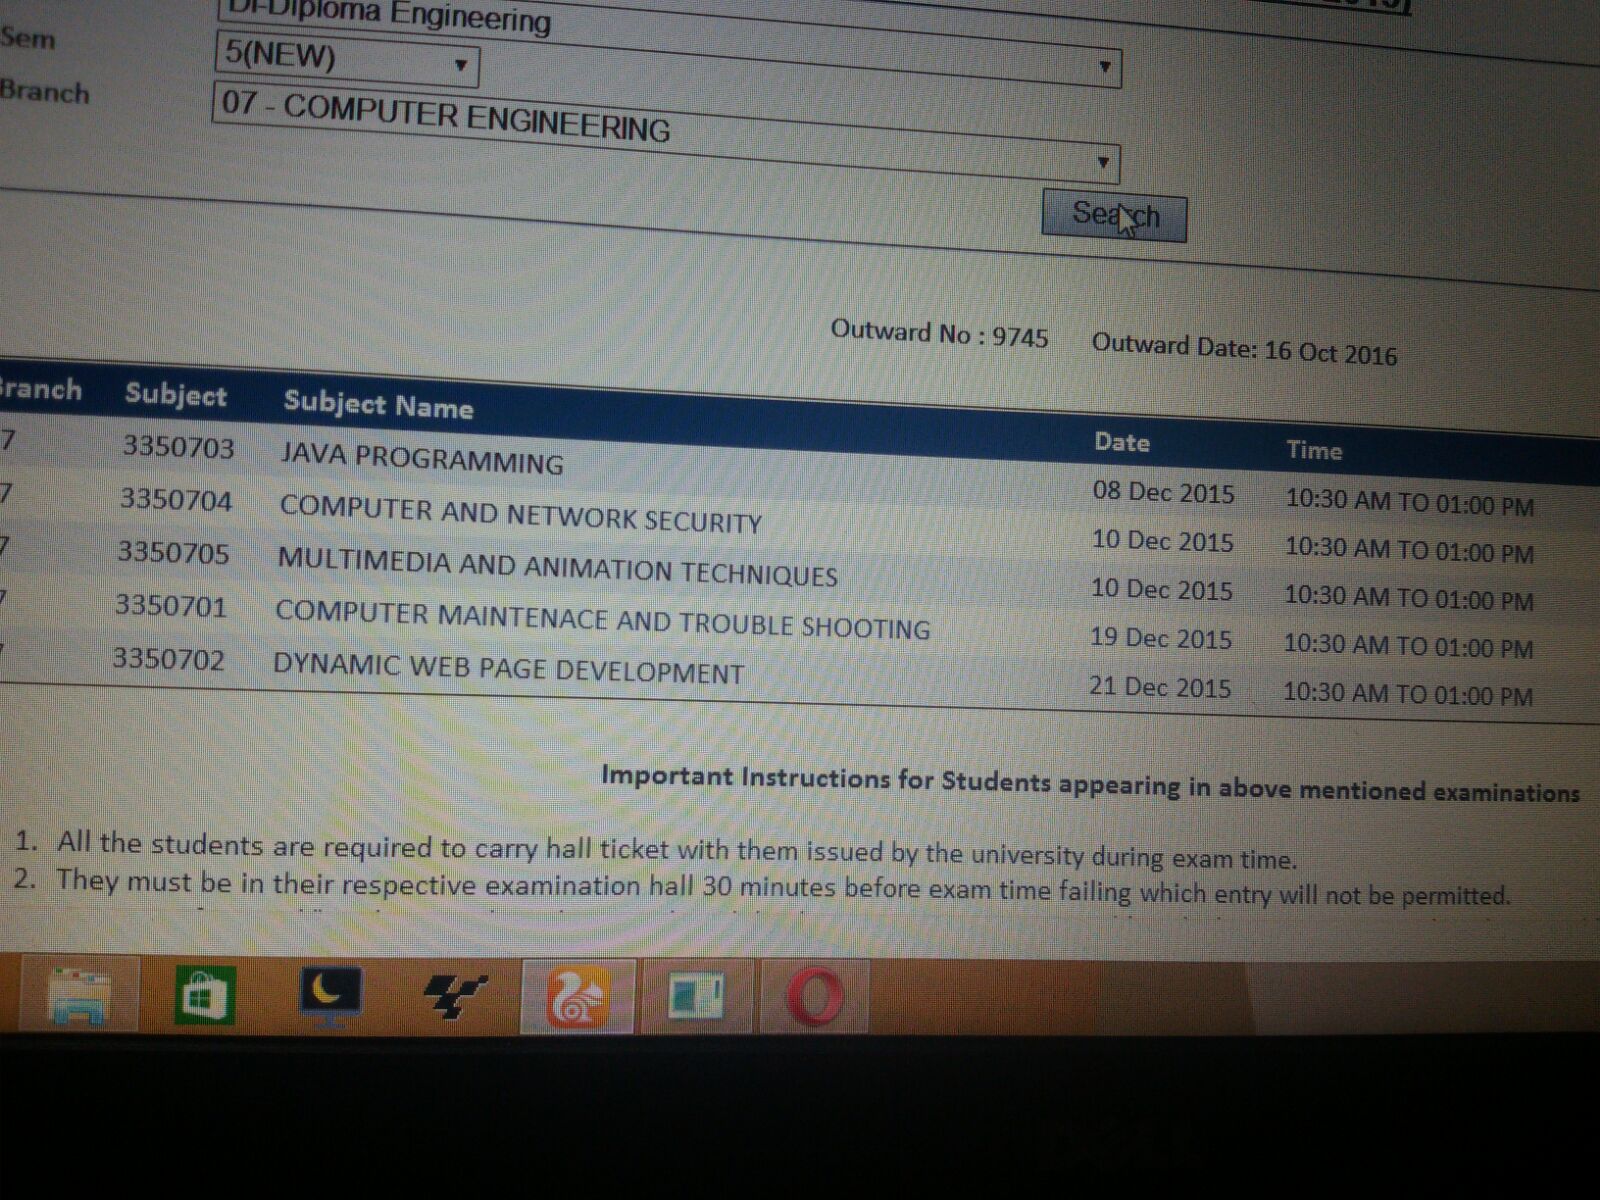 DI-Diploma Engineering
Sem
5(NEW)
Branch
07 - COMPUTER ENGINEERING
Search
Outward No : 9745 Outward Date: 16 Oct 2016
Branch Subject Subject Name Date Time
7 3350703 JAVA PROGRAMMING 08 Dec 2015 10:30 AM TO 01:00 PM
7 3350704 COMPUTER AND NETWORK SECURITY 10 Dec 2015 10:30 AM TO 01:00 PM
7 3350705 MULTIMEDIA AND ANIMATION TECHNIQUES 10 Dec 2015 10:30 AM TO 01:00 PM
7 3350701 COMPUTER MAINTENACE AND TROUBLE SHOOTING 19 Dec 2015 10:30 AM TO 01:00 PM
3350702 DYNAMIC WEB PAGE DEVELOPMENT 21 Dec 2015 10:30 AM TO 01:00 PM
Important Instructions for Students appearing in above mentioned examinations
1. All the students are required to carry hall ticket with them issued by the university during exam time.
2. They must be in their respective examination hall 30 minutes before exam time failing which entry will not be permitted.